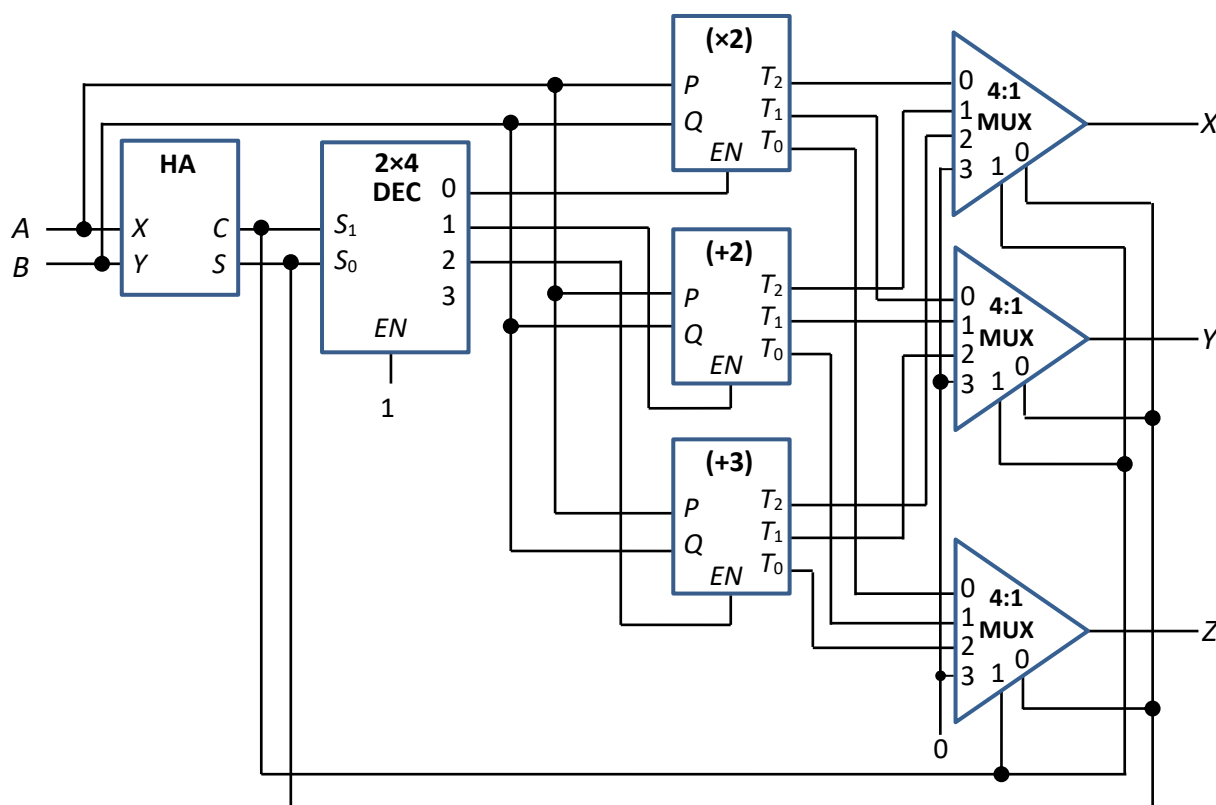 (×2)
P
Q
EN
T2
T1
T0
0
1
2
3
4:1
MUX
1
0
X
HA
X
Y
C
S
2×4
DEC
S1
S0
0
1
2
3
EN
1
A
B
(+2)
P
Q
EN
T2
T1
T0
0
1
2
3
4:1
MUX
1
0
Y
(+3)
P
Q
EN
T2
T1
T0
0
1
2
3
4:1
MUX
1
0
Z
0